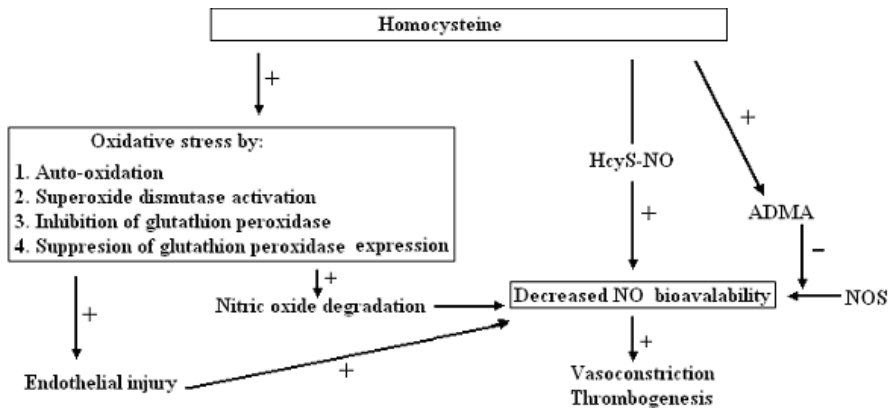 Homocysteine
+
+
Oxidative stress by:
1. Auto-oxidation
2. Superoxide dismutase activation
3. Inhibition of glutathion peroxidase
4. Suppresion of glutathion peroxidase expression
HcyS-NO
+
ADMA
−
+
+
Nitric oxide degradation
Decreased NO bioavalability
NOS
+
Endothelial injury
+
Vasoconstriction
Thrombogenesis